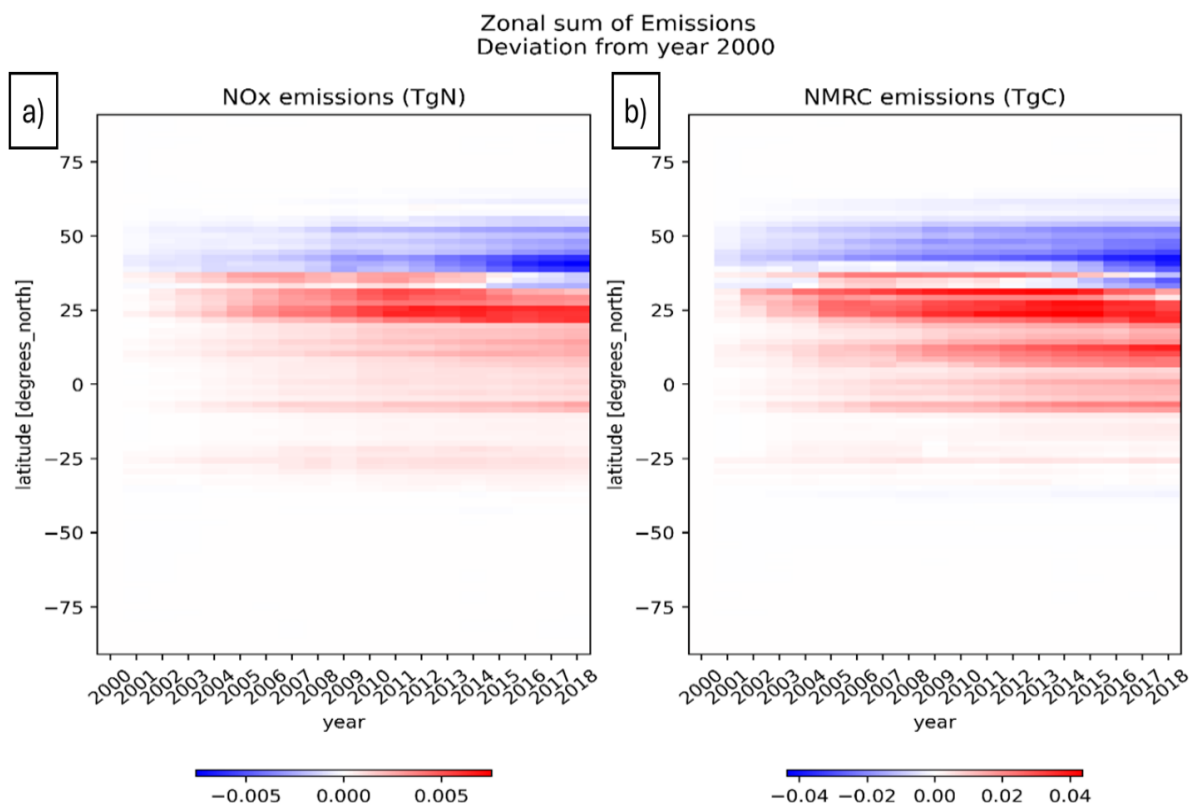 Zonal sum of Emissions
Deviation from year 2000
a)
NOx emissions (TgN)
75
50
25
0
−25
−50
−75
latitude [degrees_north]
2000 2001 2002 2003 2004 2005 2006 2007 2008 2009 2010 2011 2012 2013 2014 2015 2016 2017 2018
year
−0.005 0.000 0.005
b)
NMRC emissions (TgC)
75
50
25
0
−25
−50
−75
latitude [degrees_north]
2000 2001 2002 2003 2004 2005 2006 2007 2008 2009 2010 2011 2012 2013 2014 2015 2016 2017 2018
year
−0.04 −0.02 0.00 0.02 0.04